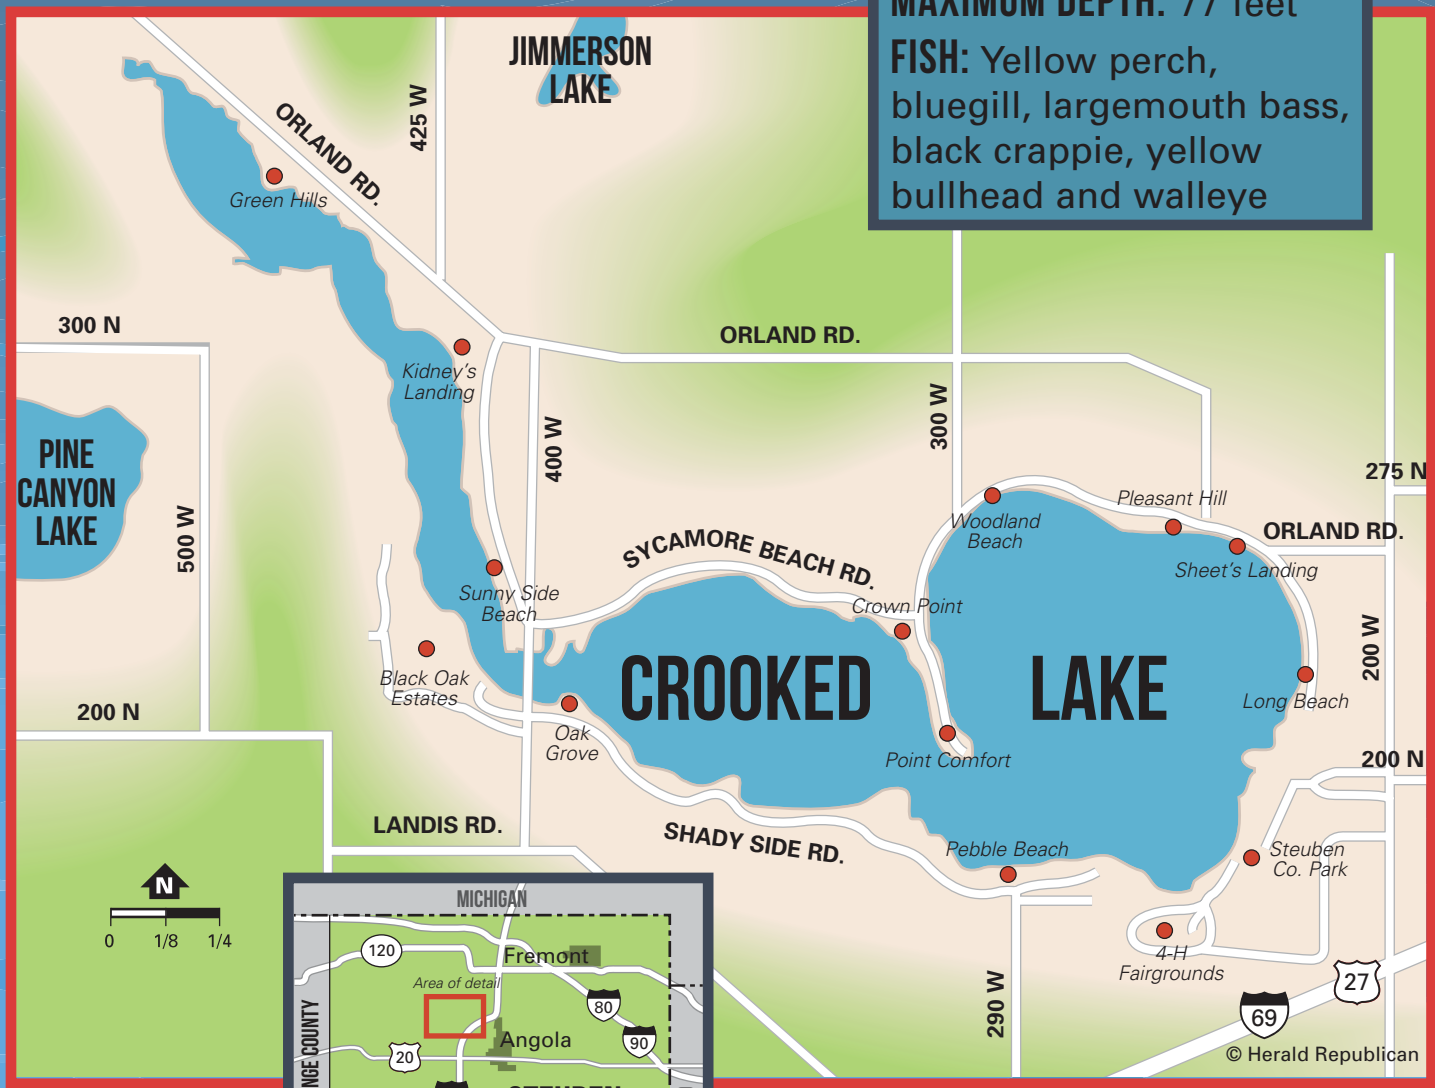 MAXIMUM DEPTH: 77 feet
FISH: Yellow perch,
bluegill, largemouth bass,
black crappie, yellow
bullhead and walleye
JIMMERSON
LAKE
425 W
ORLAND RD.
Green Hills
300 N
ORLAND RD.
Kidney's
Landing
400 W
300 W
PINE
CANYON
LAKE
500 W
275 N
Pleasant Hill
Woodland
Beach
ORLAND RD.
SYCAMORE BEACH RD.
Sheet's Landing
Sunny Side
Beach
Crown Point
200 W
Black Oak
Estates
CROOKED
LAKE
Long Beach
200 N
Oak
Grove
Point Comfort
200 N
LANDIS RD.
SHADY SIDE RD.
Pebble Beach
Steuben
Co. Park
N
0 1/8 1/4
4-H
Fairgrounds
290 W
27
69
© Herald Republican
MICHIGAN
120
Fremont
Area of detail
80
NGE COUNTY
Angola
90
20
STEUBEN